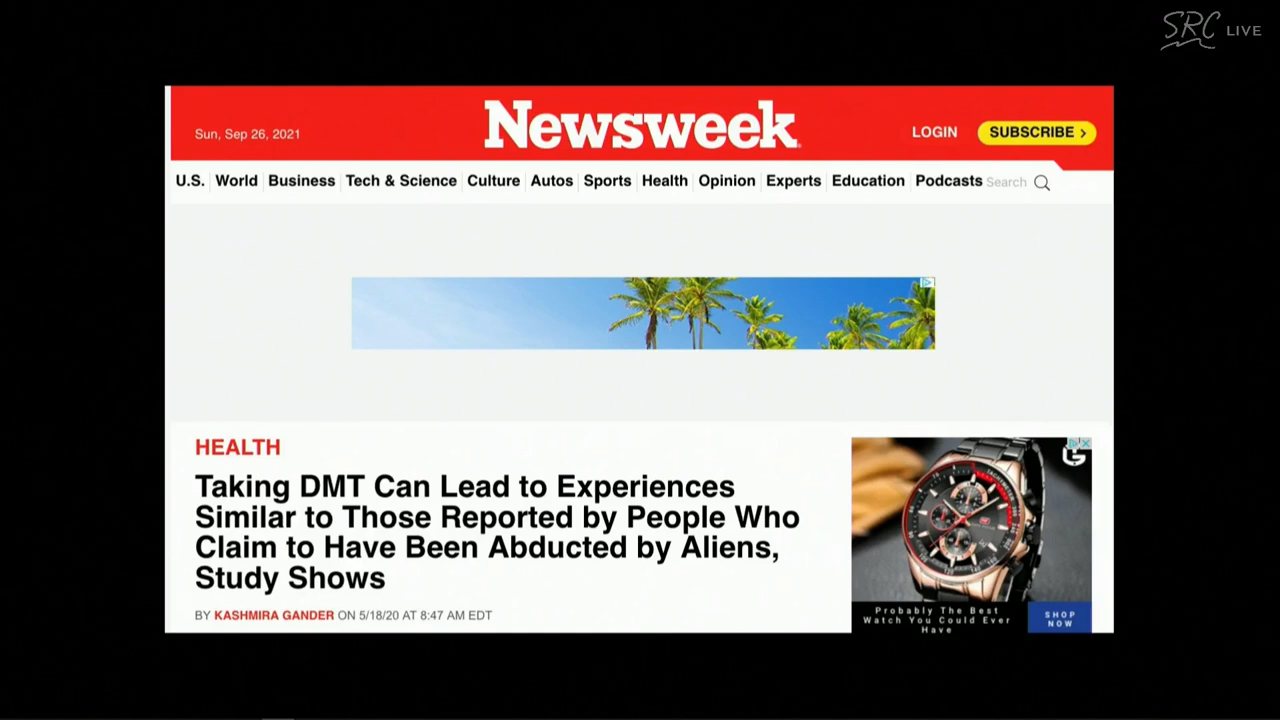 SRC LIVE
Sun, Sep 26, 2021
Newsweek
LOGIN
SUBSCRIBE >
U.S. World Business Tech & Science Culture Autos Sports Health Opinion Experts Education Podcasts Search
HEALTH
Taking DMT Can Lead to Experiences
Similar to Those Reported by People Who
Claim to Have Been Abducted by Aliens,
Study Shows
BY KASHMIRA GANDER ON 5/18/20 AT 8:47 AM EDT
Probably The Best
Watch You Could Ever
Have
SHOP
NOW